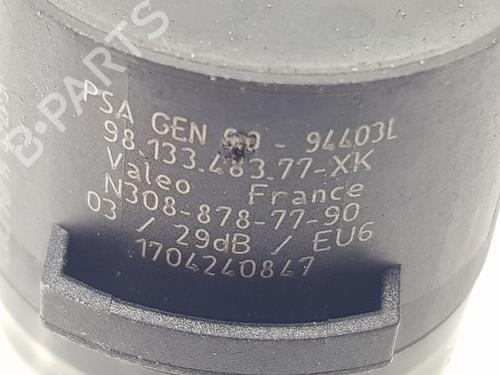 PSA GEN - 94403L
98.133.483.77-XK
Valeo France
N308-878-77-90
03 / 29dB / EU6
1704240847
B-PARTS